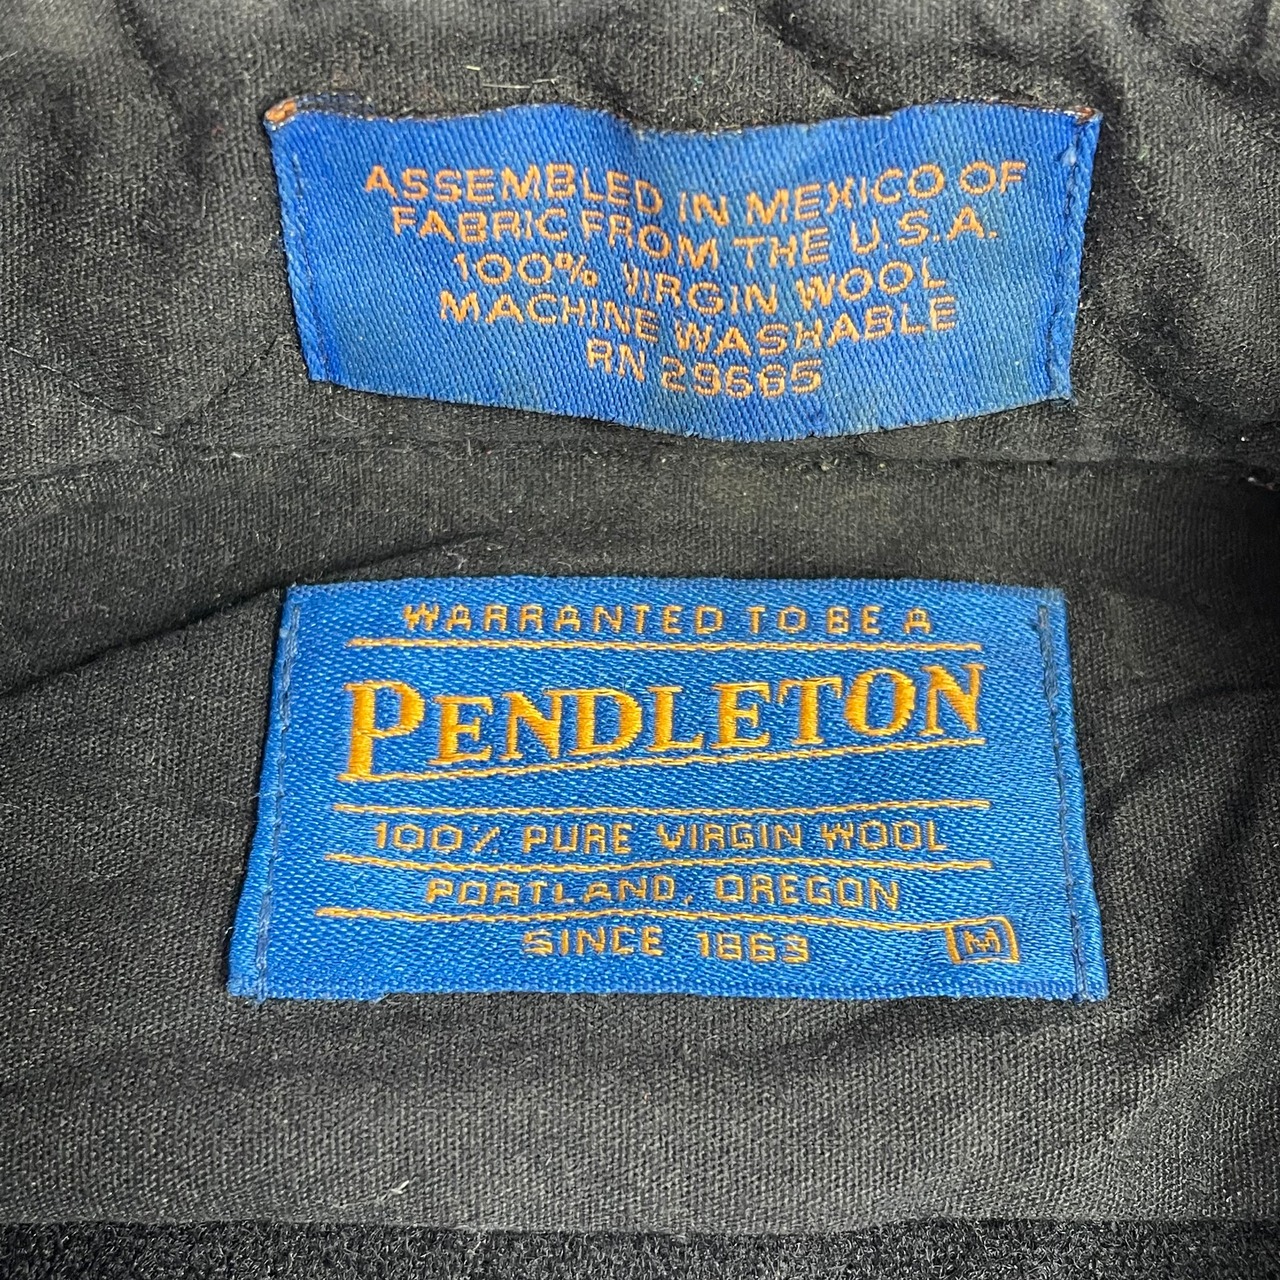 ASSEMBLED IN MEXICO OF
FABRIC FROM THE U.S.A.
100% VIRGIN WOOL
MACHINE WASHABLE
RN 29685
WARRANTED TO BE A
PENDLETON
100% PURE VIRGIN WOOL
PORTLAND, OREGON
SINCE 1863
M